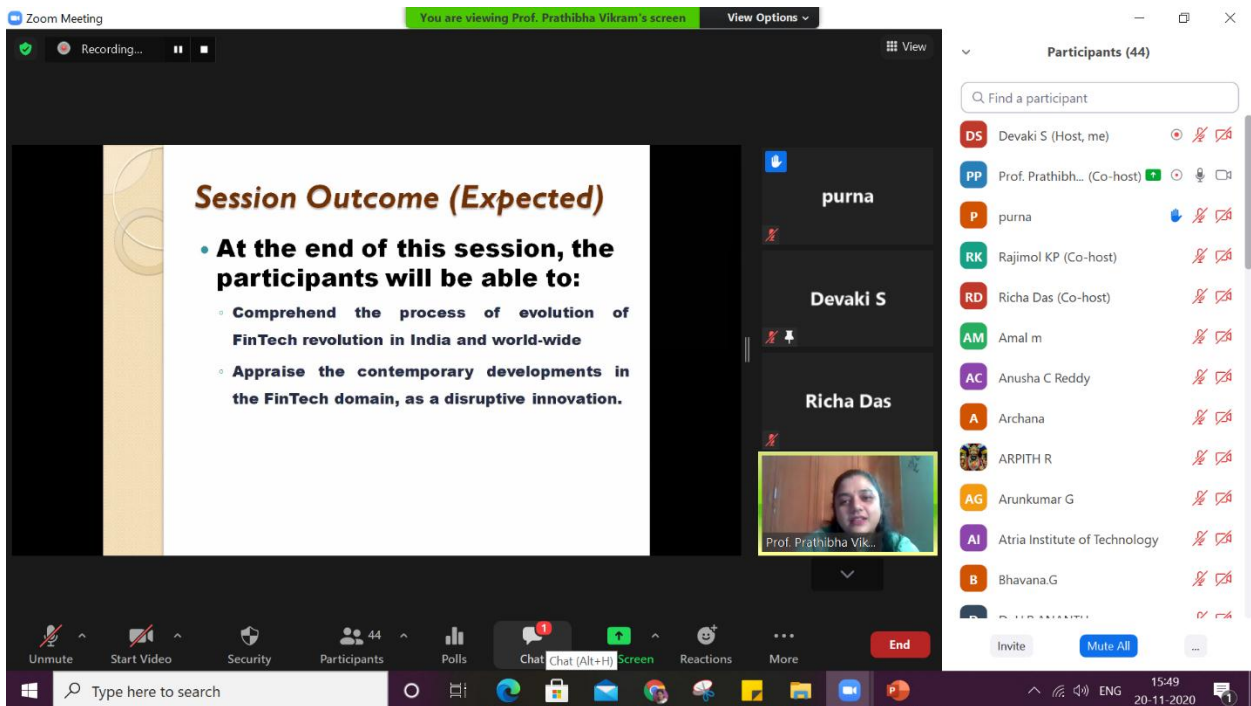 Zoom Meeting
You are viewing Prof. Prathibha Vikram's screen
View Options
Recording...
View
Session Outcome (Expected)
• At the end of this session, the
participants will be able to:
◦ Comprehend the process of evolution of
FinTech revolution in India and world-wide
◦ Appraise the contemporary developments in
the FinTech domain, as a disruptive innovation.
purna
Devaki S
Richa Das
Prof. Prathibha Vik...
Participants (44)
Find a participant
DS Devaki S (Host, me)
PP Prof. Prathibh... (Co-host)
P purna
RK Rajimol KP (Co-host)
RD Richa Das (Co-host)
AM Amal m
AC Anusha C Reddy
A Archana
ARPITH R
AG Arunkumar G
AI Atria Institute of Technology
B Bhavana.G
Invite
Mute All
...
Unmute
Start Video
Security
44
Participants
Polls
1
Chat
Chat (Alt+H)
Screen
Reactions
More
End
Type here to search
ENG
15:49
20-11-2020
1